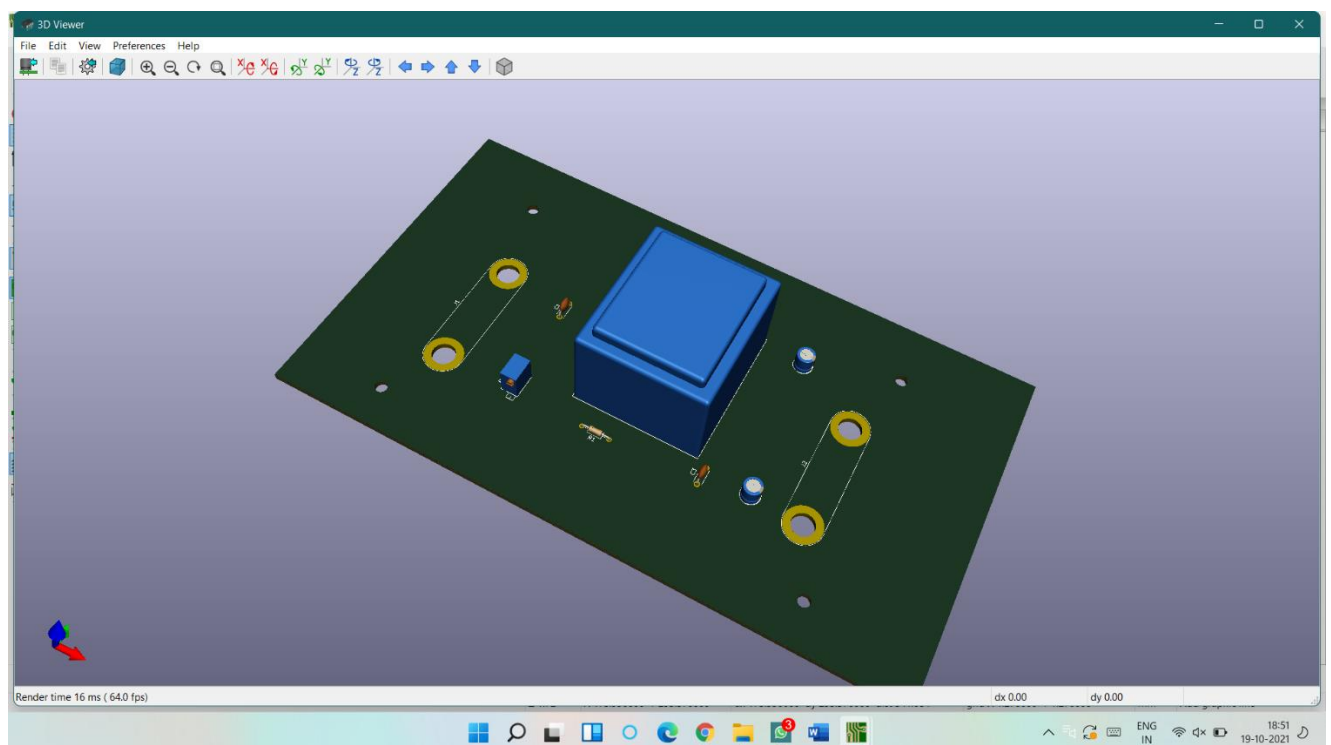 3D Viewer
File Edit View Preferences Help
Render time 16 ms ( 64.0 fps)
dx 0.00
dy 0.00
3
ENG
IN
18:51
19-10-2021